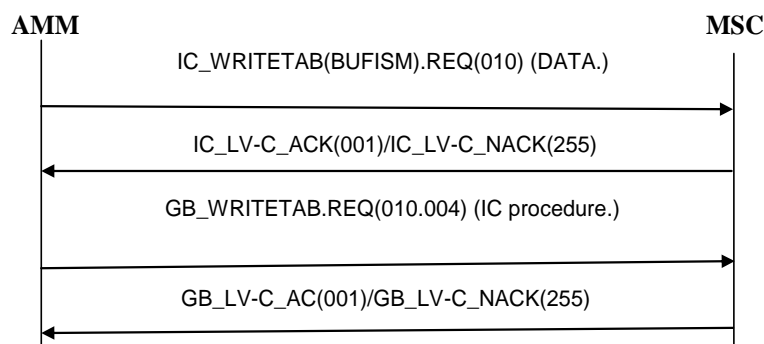 AMM MSC
IC_WRITETAB(BUFISM).REQ(010) (DATA.)
IC_LV-C_ACK(001)/IC_LV-C_NACK(255)
GB_WRITETAB.REQ(010.004) (IC procedure.)
GB_LV-C_AC(001)/GB_LV-C_NACK(255)